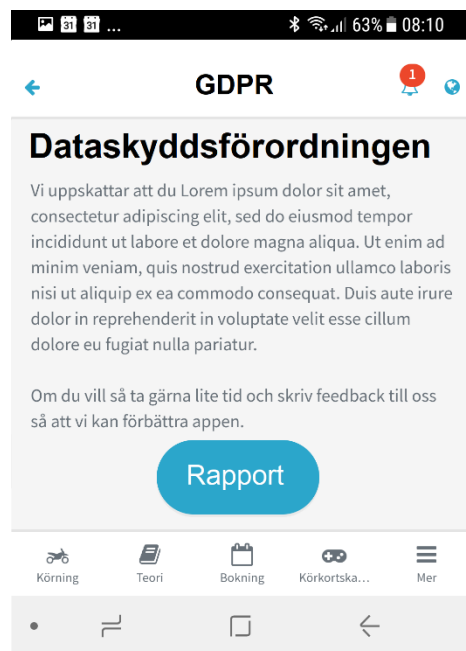 31 31 ... 63% 08:10
GDPR 1
Dataskyddsförordningen
Vi uppskattar att du Lorem ipsum dolor sit amet,
consectetur adipiscing elit, sed do eiusmod tempor
incididunt ut labore et dolore magna aliqua. Ut enim ad
minim veniam, quis nostrud exercitation ullamco laboris
nisi ut aliquip ex ea commodo consequat. Duis aute irure
dolor in reprehenderit in voluptate velit esse cillum
dolore eu fugiat nulla pariatur.
Om du vill så ta gärna lite tid och skriv feedback till oss
så att vi kan förbättra appen.
Rapport
Körning Teori Bokning Körkortska... Mer